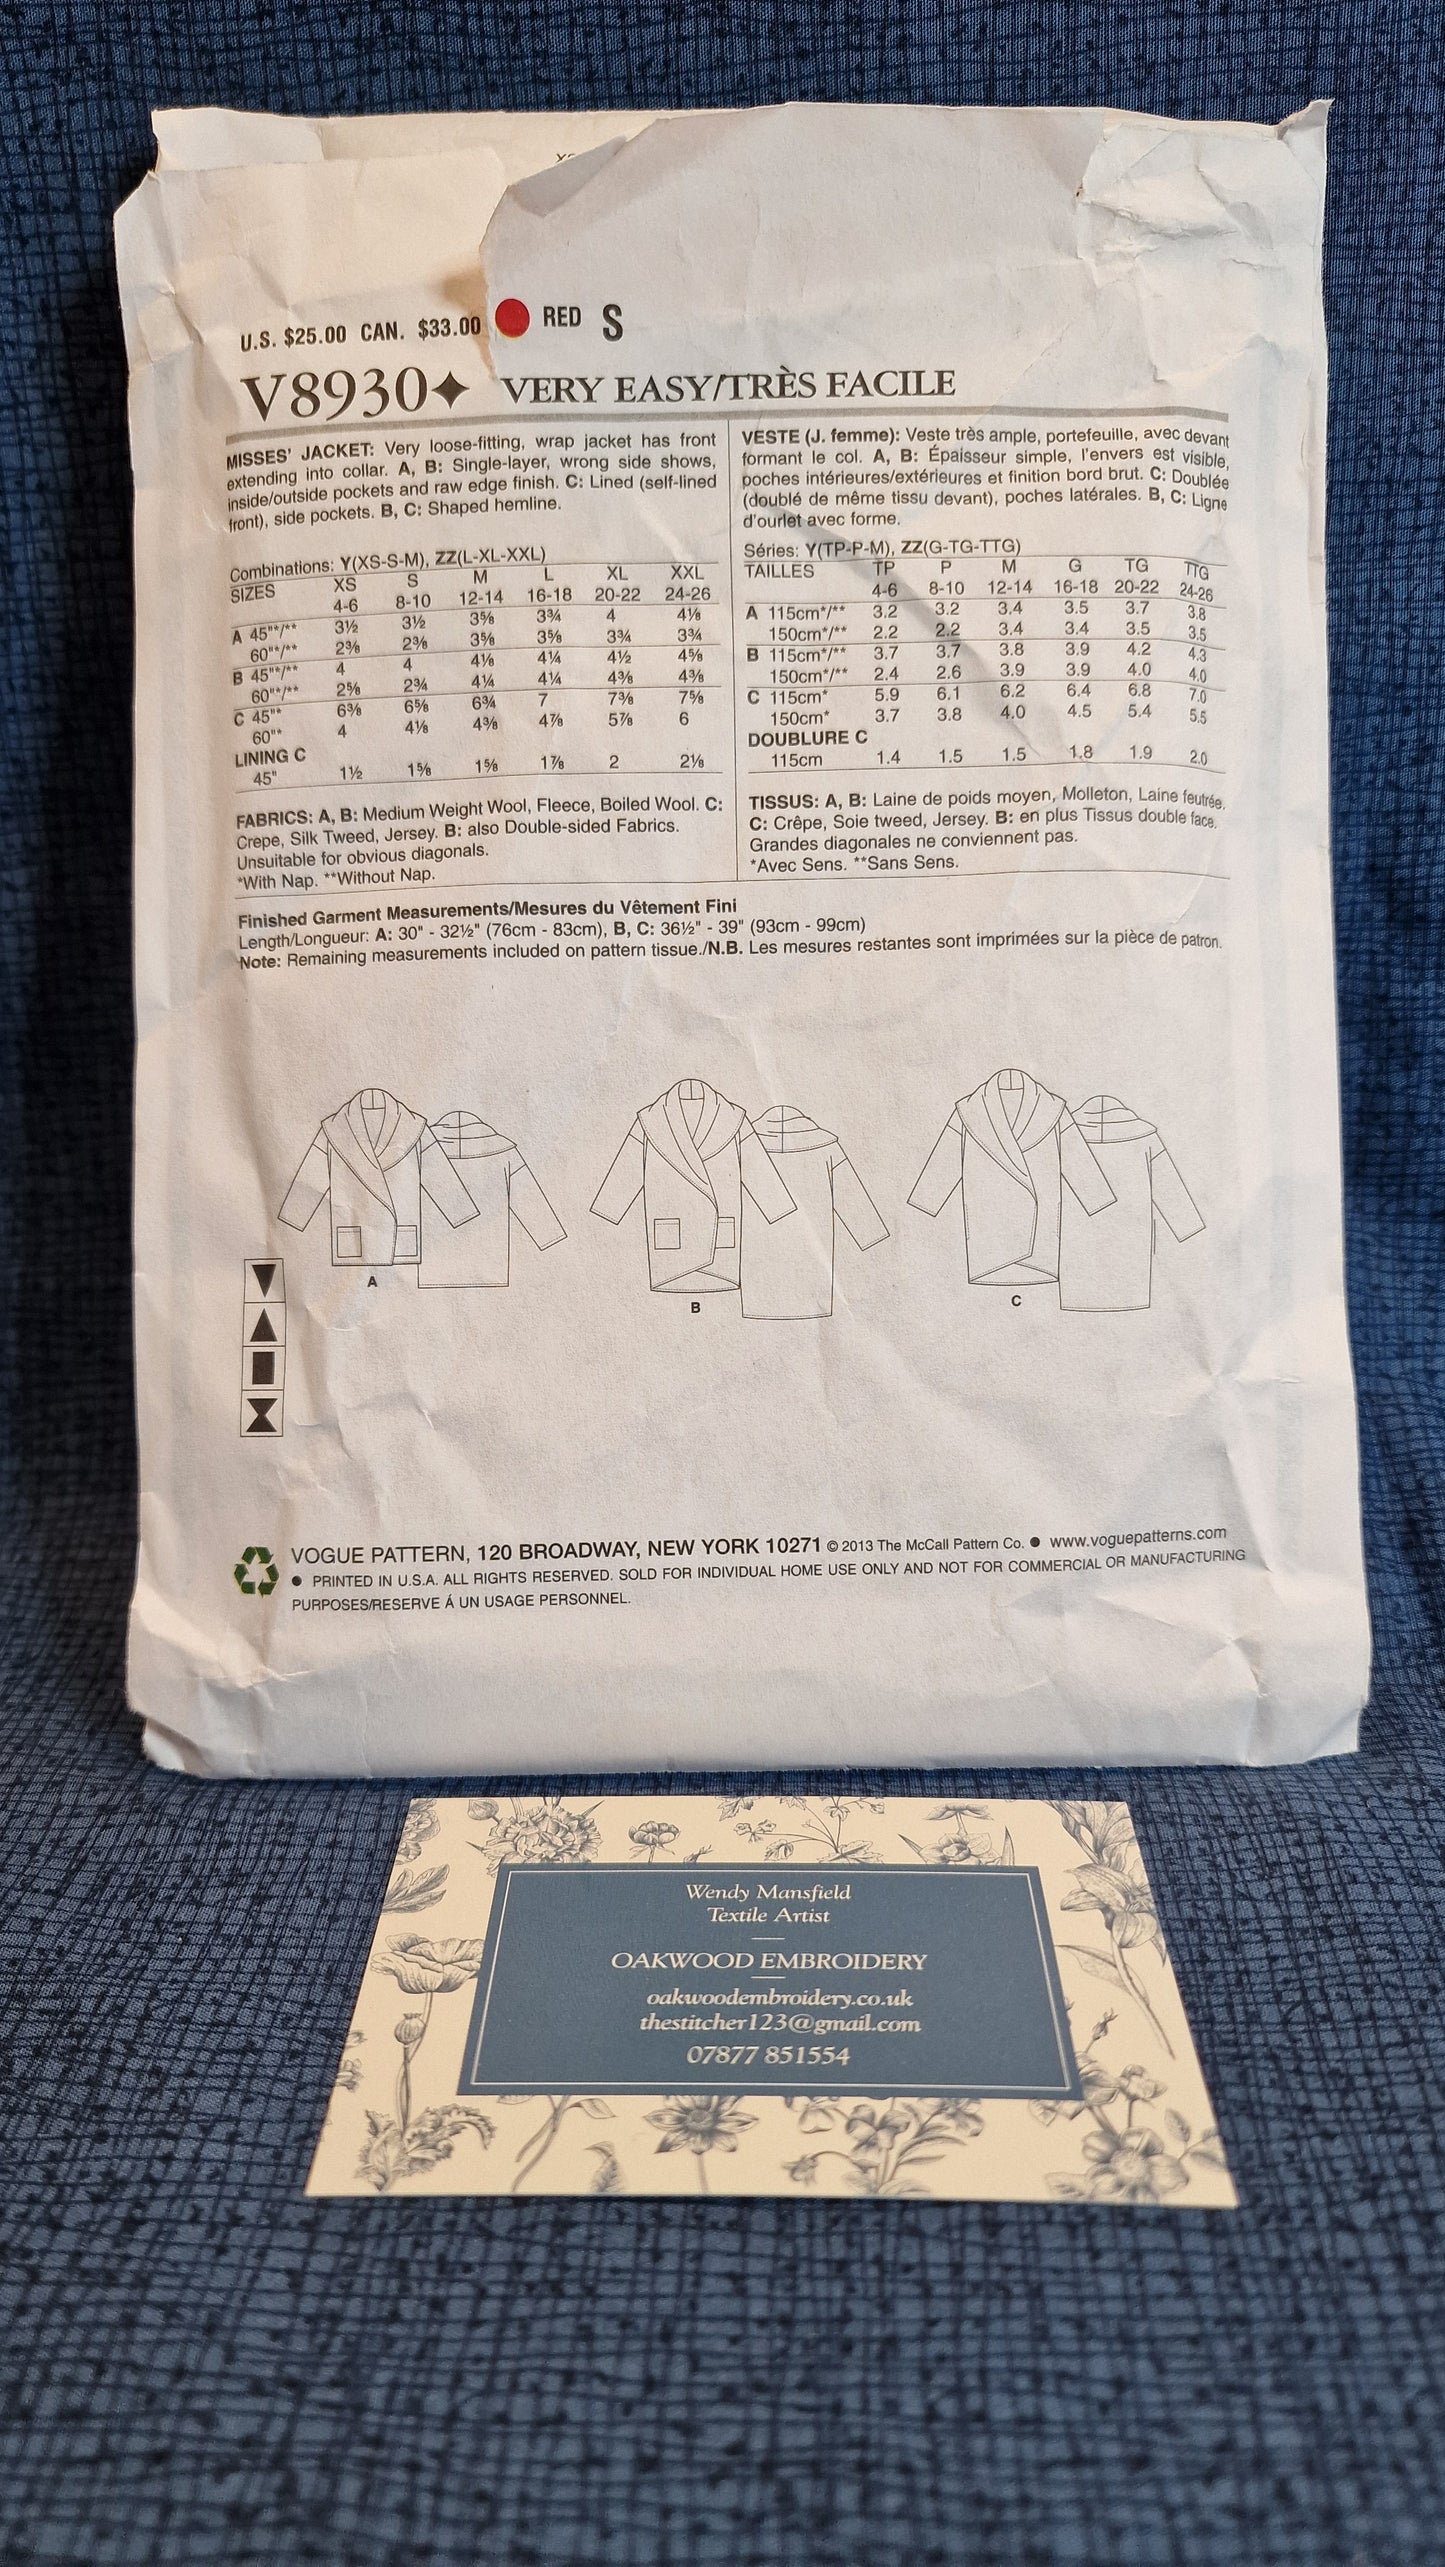 U.S. $25.00 CAN. $33.00 RED S
V8930 VERY EASY/TRÈS FACILE
MISSES' JACKET: Very loose-fitting, wrap jacket has front
extending into collar. A, B: Single-layer, wrong side shows,
inside/outside pockets and raw edge finish. C: Lined (self-lined
front), side pockets. B, C: Shaped hemline.
Combinations: Y(XS-S-M), ZZ(L-XL-XXL)
SIZES XS S M L XL XXL
4-6 8-10 12-14 16-18 20-22 24-26
A 45"*/** 3½ 3½ 3⅝ 3¾ 4 4⅛
60"*/** 2⅜ 2⅜ 3⅝ 3⅝ 3¾ 3¾
B 45"*/** 4 4 4⅛ 4¼ 4½ 4⅝
60"*/** 2⅝ 2¾ 4¼ 4¼ 4⅜ 4⅜
C 45"* 6⅜ 6⅝ 6¾ 7 7⅜ 7⅝
60"* 4 4⅛ 4⅜ 4⅞ 5⅞ 6
LINING C
45" 1½ 1⅝ 1⅝ 1⅞ 2 2⅛
FABRICS: A, B: Medium Weight Wool, Fleece, Boiled Wool. C:
Crepe, Silk Tweed, Jersey. B: also Double-sided Fabrics.
Unsuitable for obvious diagonals.
*With Nap. **Without Nap.
VESTE (J. femme): Veste très ample, portefeuille, avec devant
formant le col. A, B: Épaisseur simple, l'envers est visible,
poches intérieures/extérieures et finition bord brut. C: Doublée
(doublé de même tissu devant), poches latérales. B, C: Ligne
d'ourlet avec forme.
Séries: Y(TP-P-M), ZZ(G-TG-TTG)
TAILLES TP P M G TG TTG
4-6 8-10 12-14 16-18 20-22 24-26
A 115cm*/** 3.2 3.2 3.4 3.5 3.7 3.8
150cm*/** 2.2 2.2 3.4 3.4 3.5 3.5
B 115cm*/** 3.7 3.7 3.8 3.9 4.2 4.3
150cm*/** 2.4 2.6 3.9 3.9 4.0 4.0
C 115cm* 5.9 6.1 6.2 6.4 6.8 7.0
150cm* 3.7 3.8 4.0 4.5 5.4 5.5
DOUBLURE C
115cm 1.4 1.5 1.5 1.8 1.9 2.0
TISSUS: A, B: Laine de poids moyen, Molleton, Laine feutrée.
C: Crêpe, Soie tweed, Jersey. B: en plus Tissus double face.
Grandes diagonales ne conviennent pas.
*Avec Sens. **Sans Sens.
Finished Garment Measurements/Mesures du Vêtement Fini
Length/Longueur: A: 30" - 32½" (76cm - 83cm), B, C: 36½" - 39" (93cm - 99cm)
Note: Remaining measurements included on pattern tissue./N.B. Les mesures restantes sont imprimées sur la pièce de patron.
A
B
C
VOGUE PATTERN, 120 BROADWAY, NEW YORK 10271 © 2013 The McCall Pattern Co. ● www.voguepatterns.com
● PRINTED IN U.S.A. ALL RIGHTS RESERVED. SOLD FOR INDIVIDUAL HOME USE ONLY AND NOT FOR COMMERCIAL OR MANUFACTURING
PURPOSES/RESERVE Á UN USAGE PERSONNEL.
Wendy Mansfield
Textile Artist
OAKWOOD EMBROIDERY
oakwoodembroidery.co.uk
thestitcher123@gmail.com
07877 851554